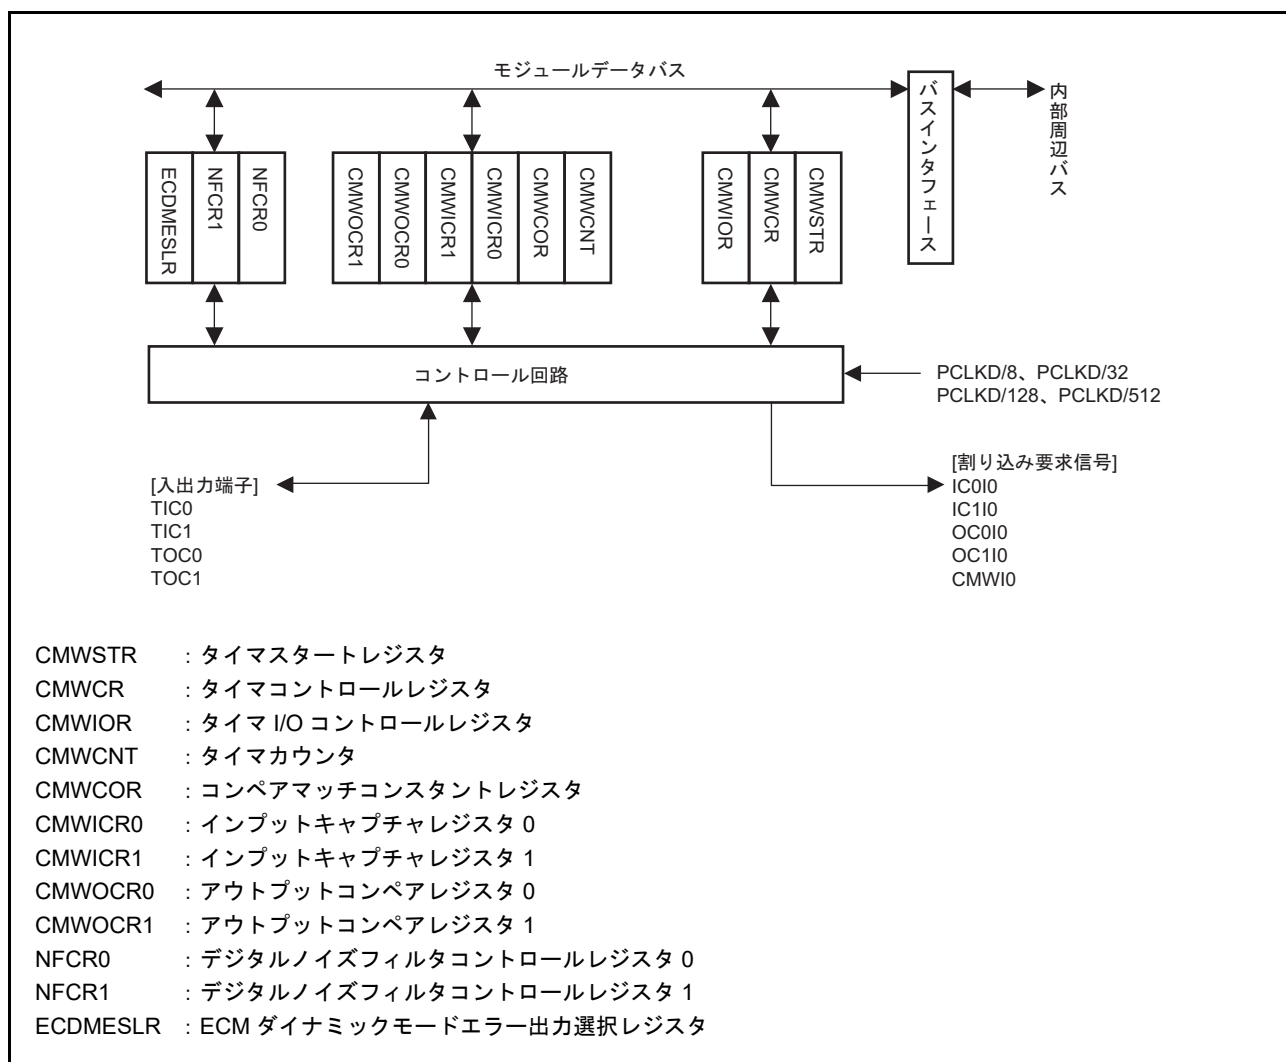 モジュールデータバス
バスインタフェース
内部周辺バス
ECDMESLR
NFCR1
NFCR0
CMWOCR1
CMWOCR0
CMWICR1
CMWICR0
CMWCOR
CMWCNT
CMWIOR
CMWCR
CMWSTR
コントロール回路
PCLKD/8、PCLKD/32
PCLKD/128、PCLKD/512
[入出力端子]
TIC0
TIC1
TOC0
TOC1
[割り込み要求信号]
IC0I0
IC1I0
OC0I0
OC1I0
CMWI0
CMWSTR : タイマスタートレジスタ
CMWCR : タイマコントロールレジスタ
CMWIOR : タイマ I/O コントロールレジスタ
CMWCNT : タイマカウンタ
CMWCOR : コンペアマッチコンスタントレジスタ
CMWICR0 : インプットキャプチャレジスタ 0
CMWICR1 : インプットキャプチャレジスタ 1
CMWOCR0 : アウトプットコンペアレジスタ 0
CMWOCR1 : アウトプットコンペアレジスタ 1
NFCR0 : デジタルノイズフィルタコントロールレジスタ 0
NFCR1 : デジタルノイズフィルタコントロールレジスタ 1
ECDMESLR : ECM ダイナミックモードエラー出力選択レジスタ